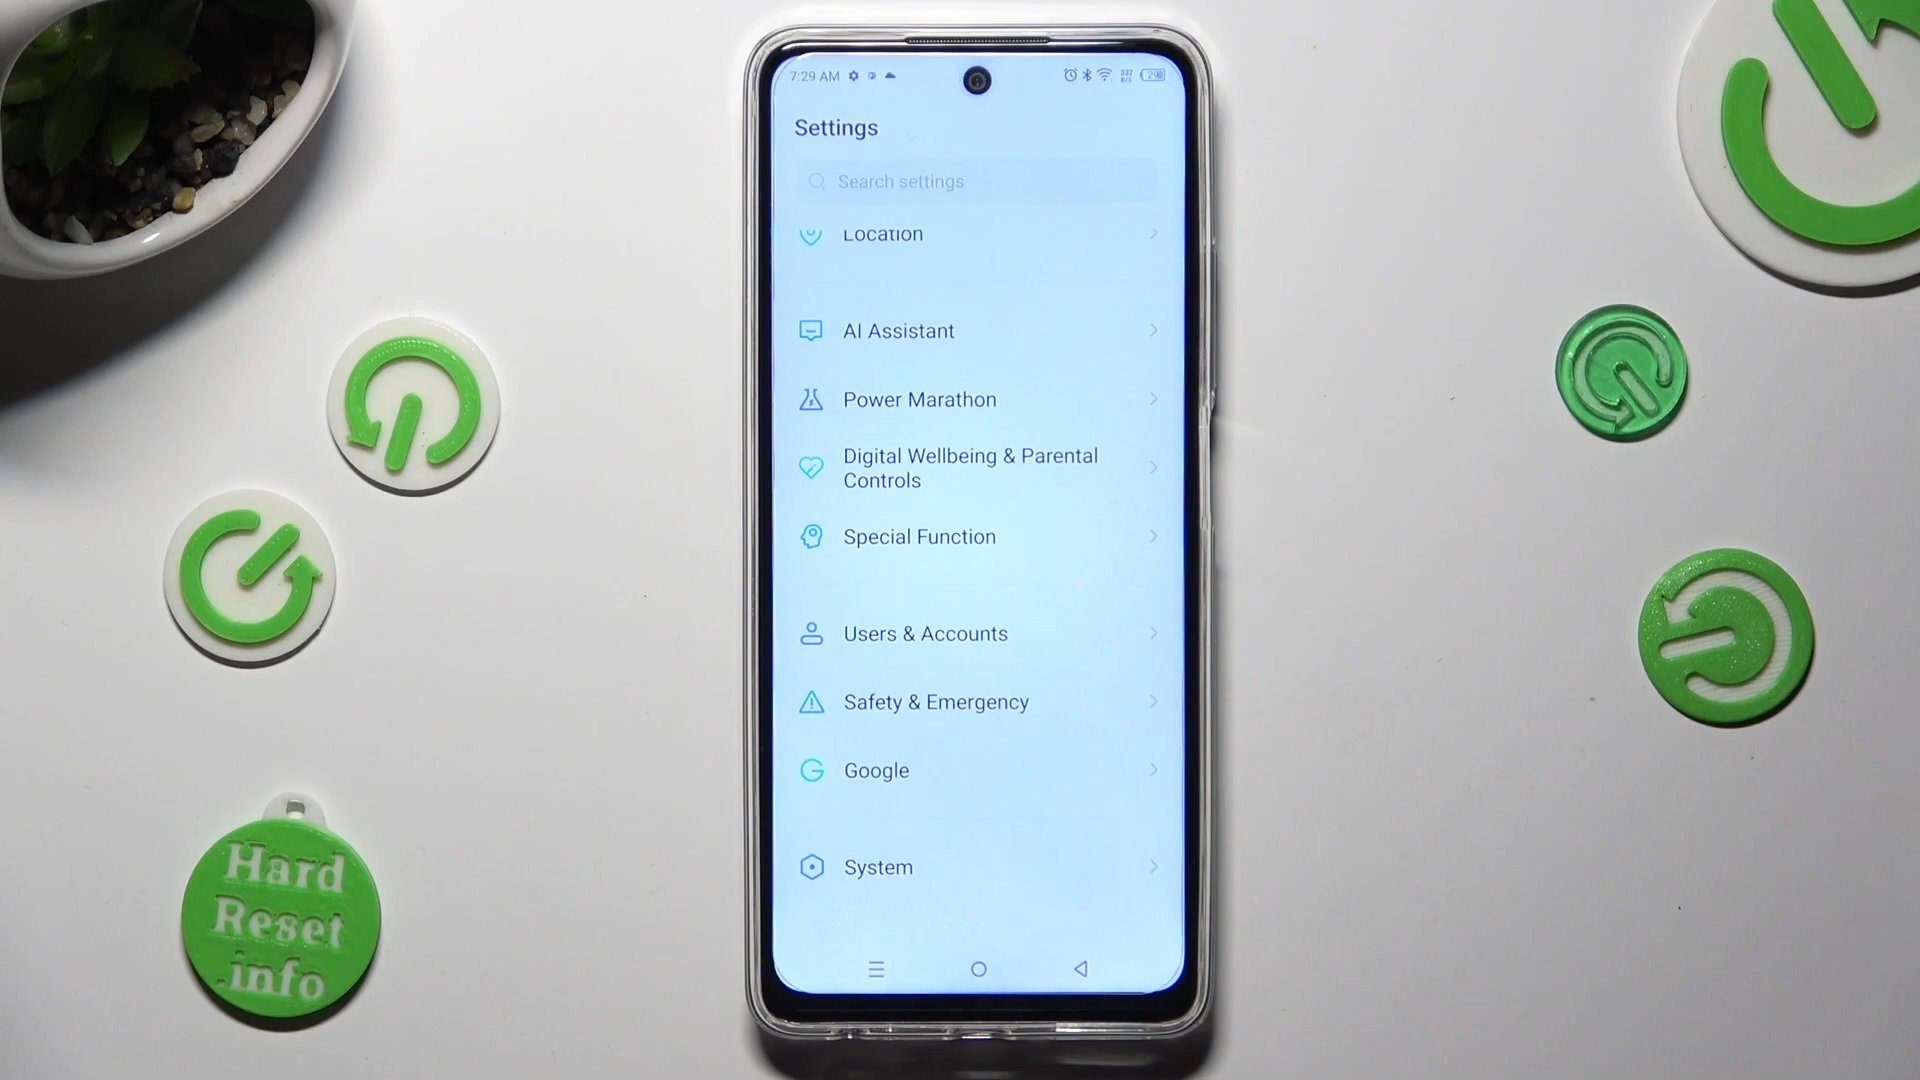 7:29 AM
Settings
Search settings
Location
AI Assistant
Power Marathon
Digital Wellbeing & Parental
Controls
Special Function
Users & Accounts
Safety & Emergency
Google
System
Hard
Reset
.info